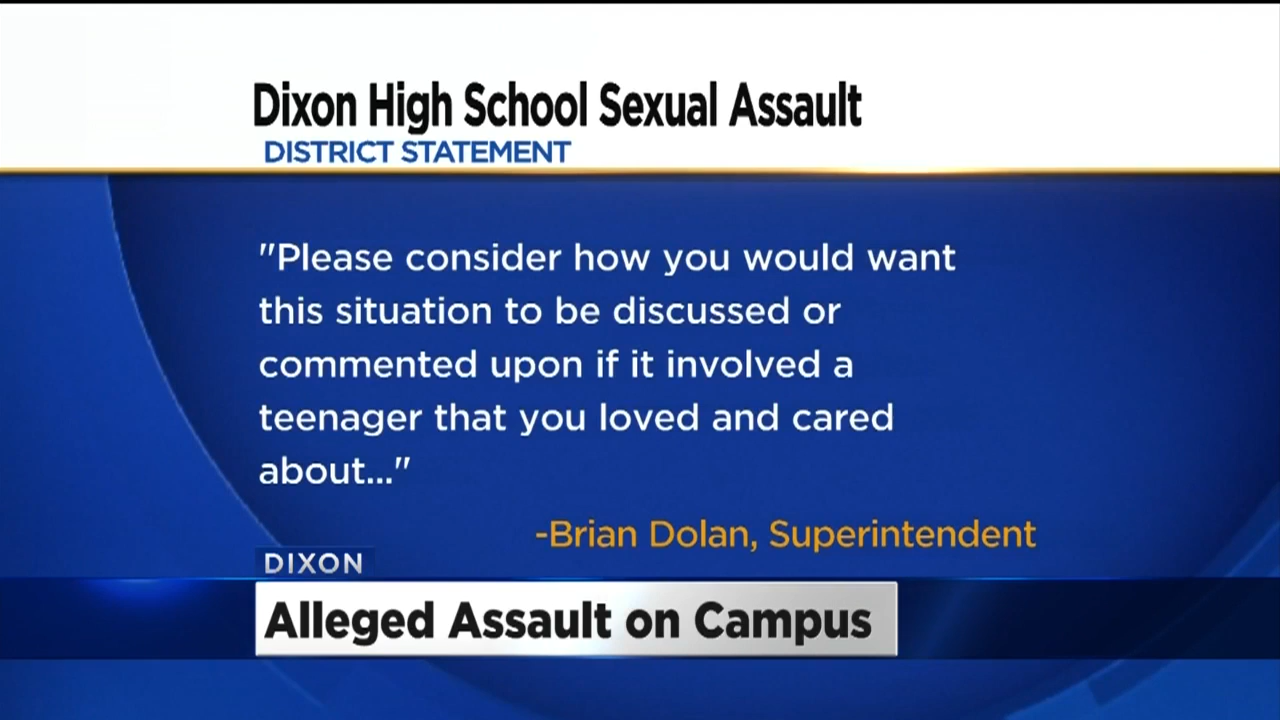 Dixon High School Sexual Assault
DISTRICT STATEMENT
"Please consider how you would want
this situation to be discussed or
commented upon if it involved a
teenager that you loved and cared
about..."
-Brian Dolan, Superintendent
DIXON
Alleged Assault on Campus